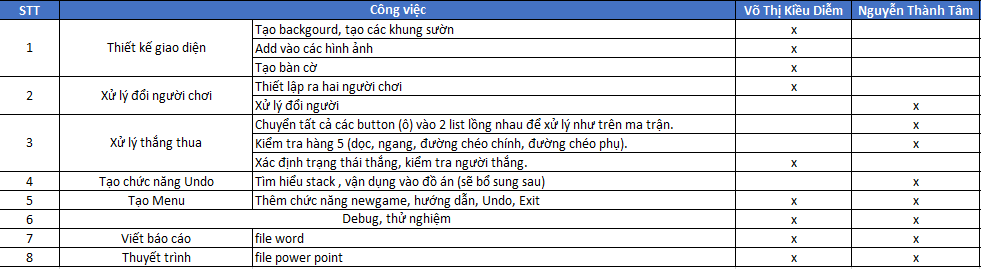 STT Công việc Võ Thị Kiều Diễm Nguyễn Thành Tâm
1 Thiết kế giao diện Tạo backgourd, tạo các khung sườn x
Add vào các hình ảnh x
Tạo bàn cờ x
2 Xử lý đổi người chơi Thiết lập ra hai người chơi x
Xử lý đổi người x
3 Xử lý thắng thua Chuyển tất cả các button (ô) vào 2 list lồng nhau để xử lý như trên ma trận. x
Kiểm tra hàng 5 (dọc, ngang, đường chéo chính, đường chéo phụ). x
Xác định trạng thái thắng, kiểm tra người thắng. x
4 Tạo chức năng Undo Tìm hiểu stack , vận dụng vào đồ án (sẽ bổ sung sau) x
5 Tạo Menu Thêm chức năng newgame, hướng dẫn, Undo, Exit x x
6 Debug, thử nghiệm x x
7 Viết báo cáo file word x x
8 Thuyết trình file power point x x